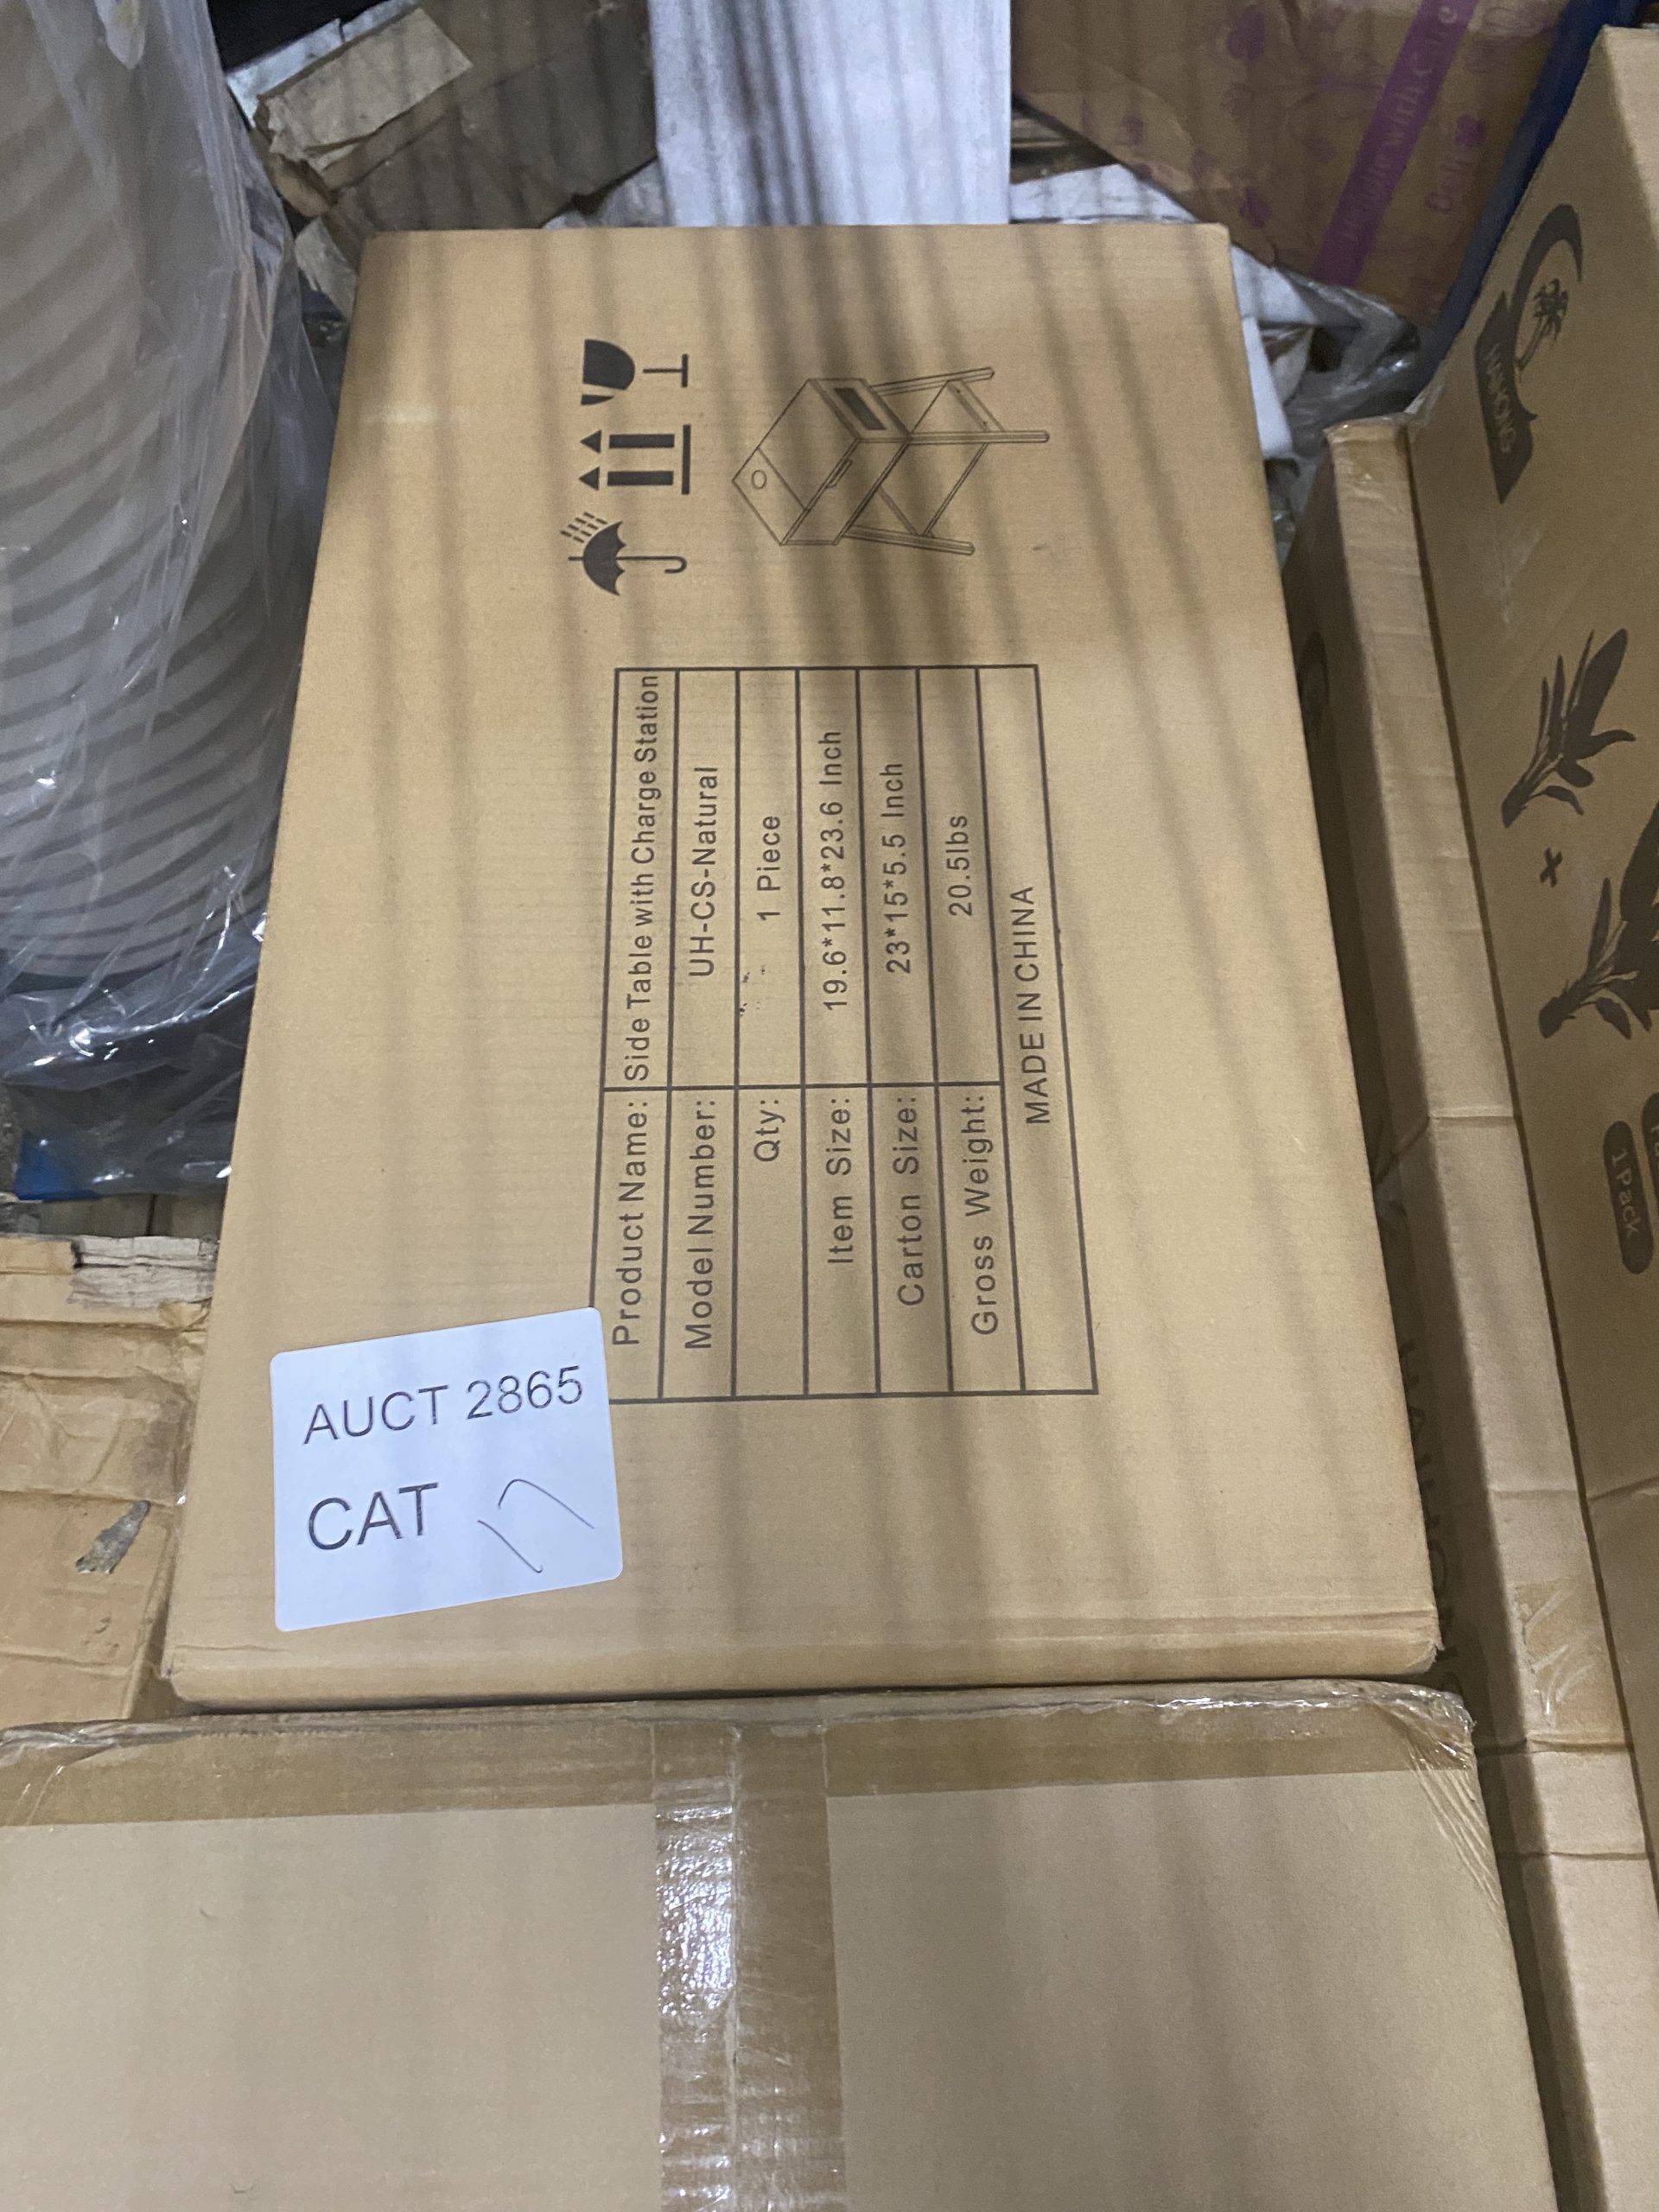 Product Name: Side Table with Charge Station
Model Number: UH-CS-Natural
Qty: 1 Piece
Item Size: 19.6*11.8*23.6 Inch
Carton Size: 23*15*5.5 Inch
Gross Weight: 20.5lbs
MADE IN CHINA
AUCT 2865
CAT 17
1 Pack